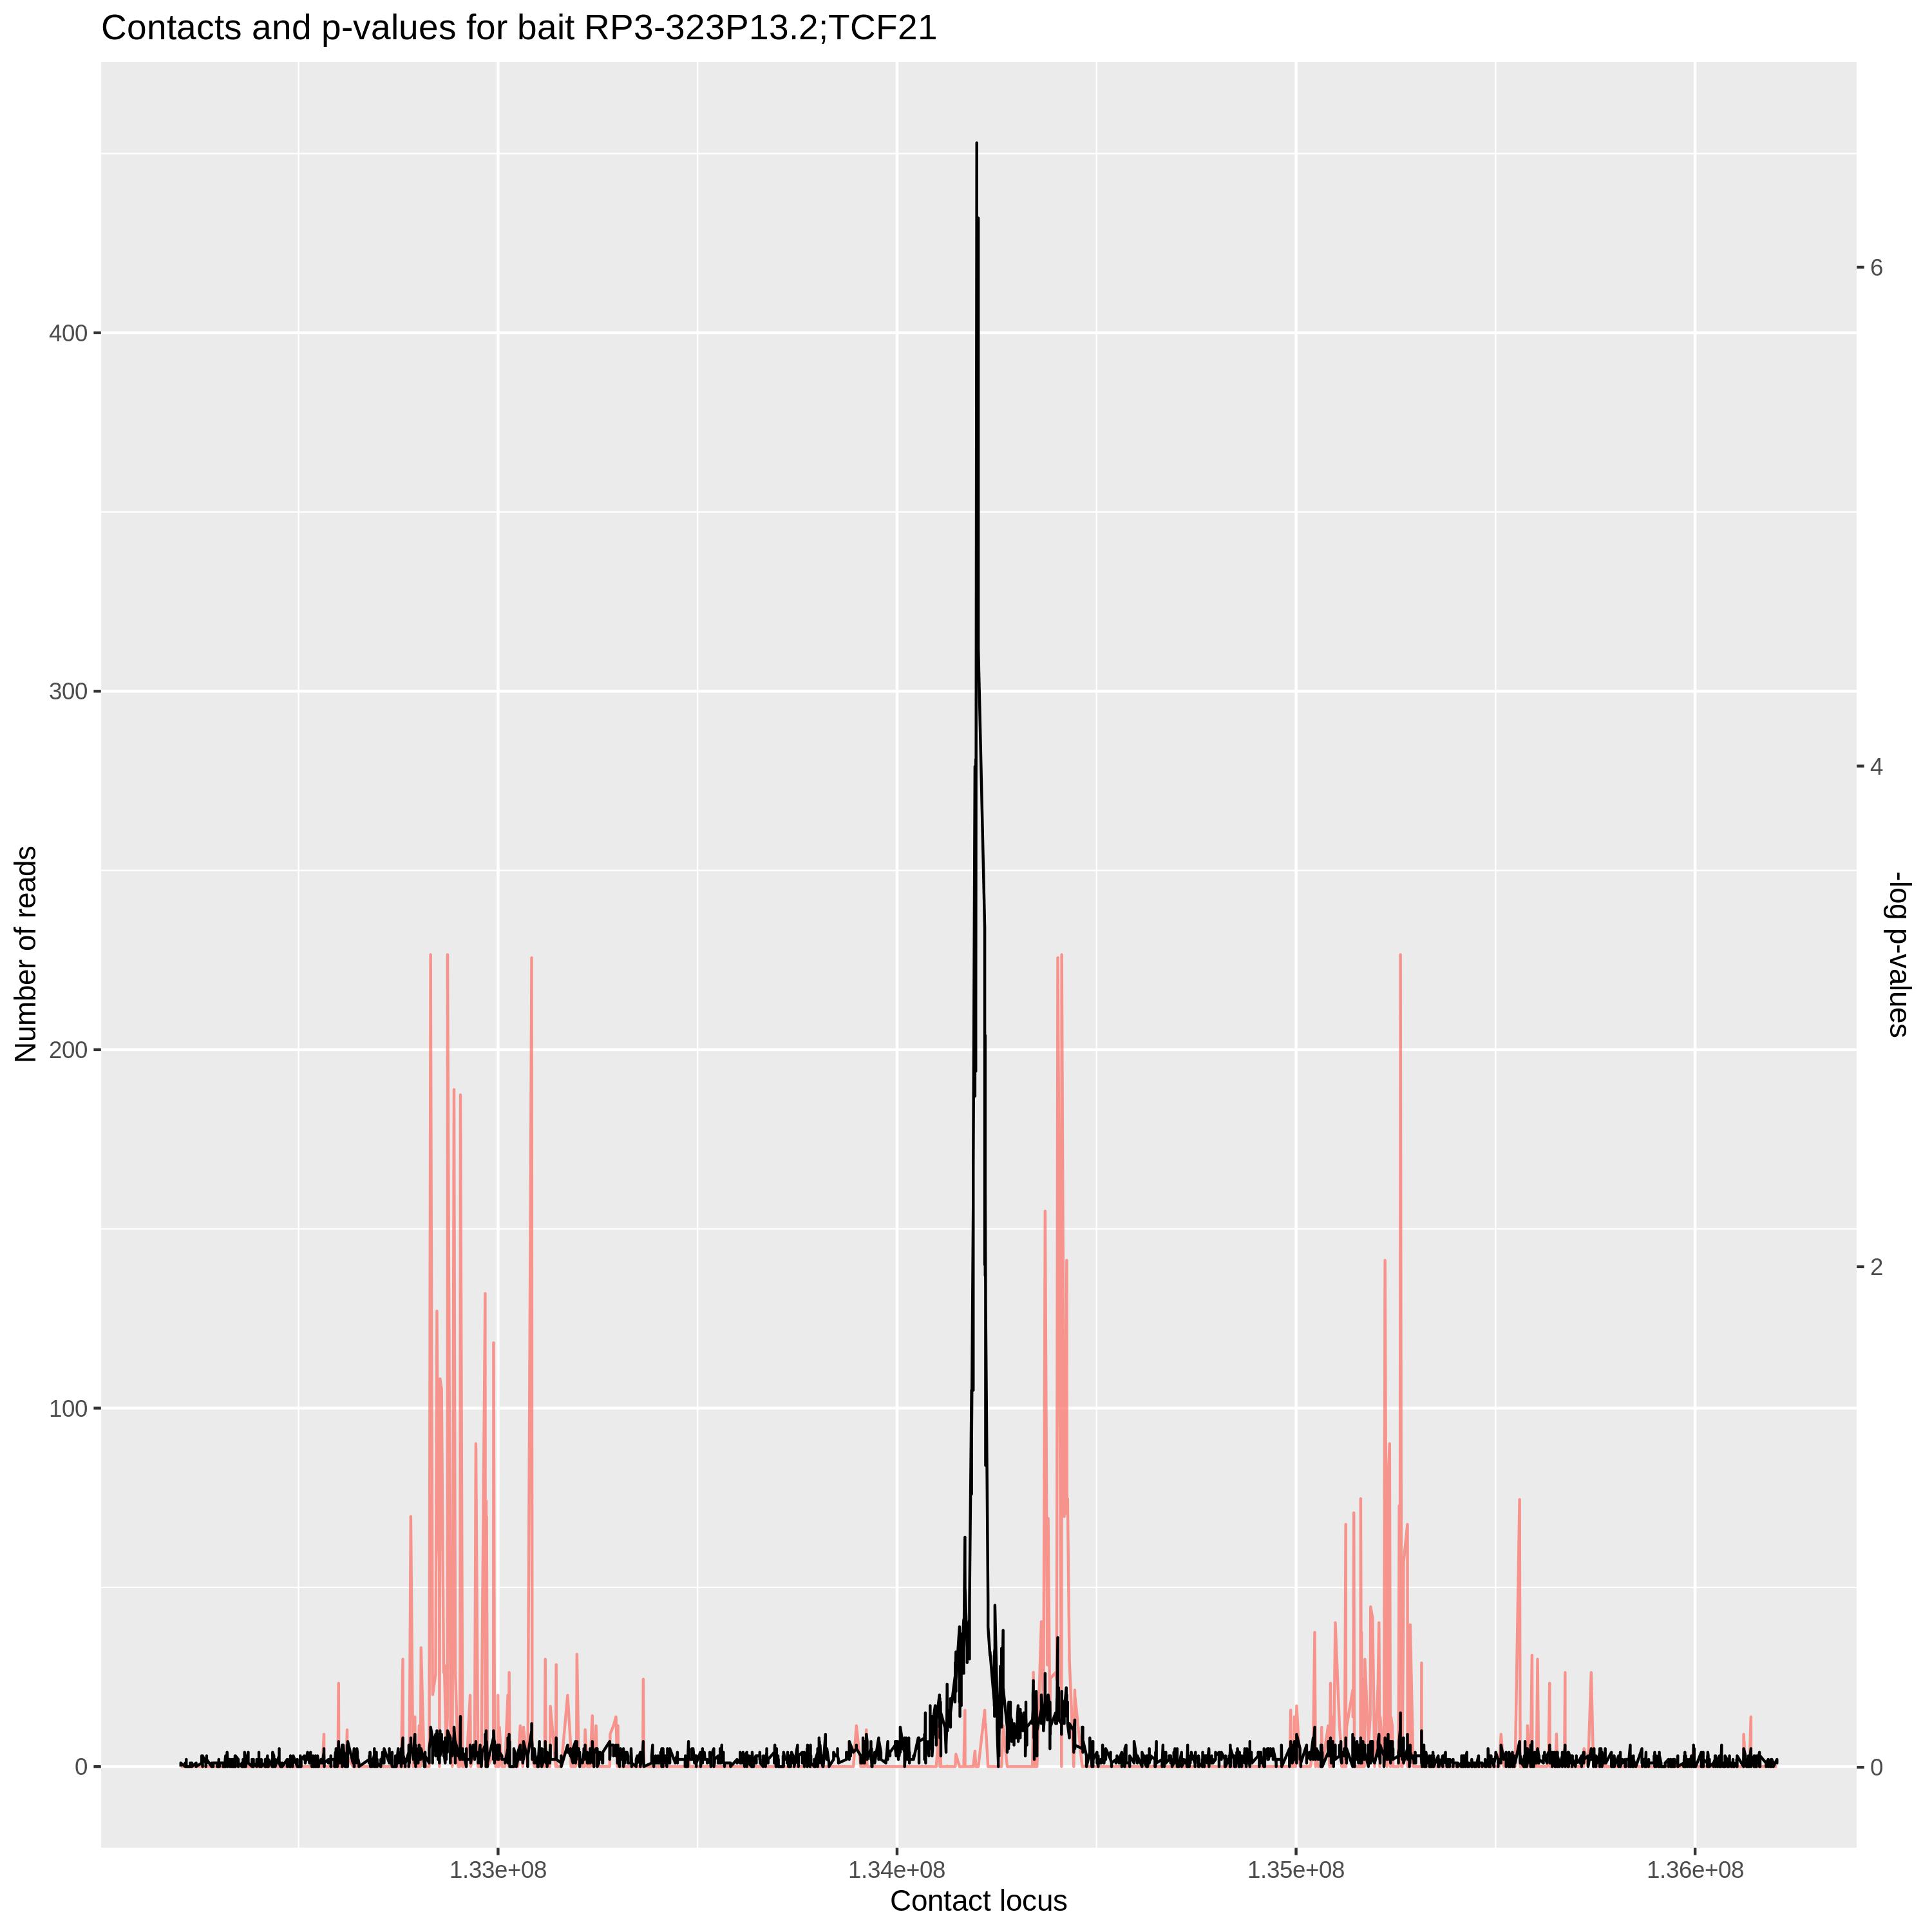 Contacts and p-values for bait RP3-323P13.2;TCF21
400
300
200
100
0
Number of reads
6
4
2
0
-log p-values
1.33e+08 1.34e+08 1.35e+08 1.36e+08
Contact locus